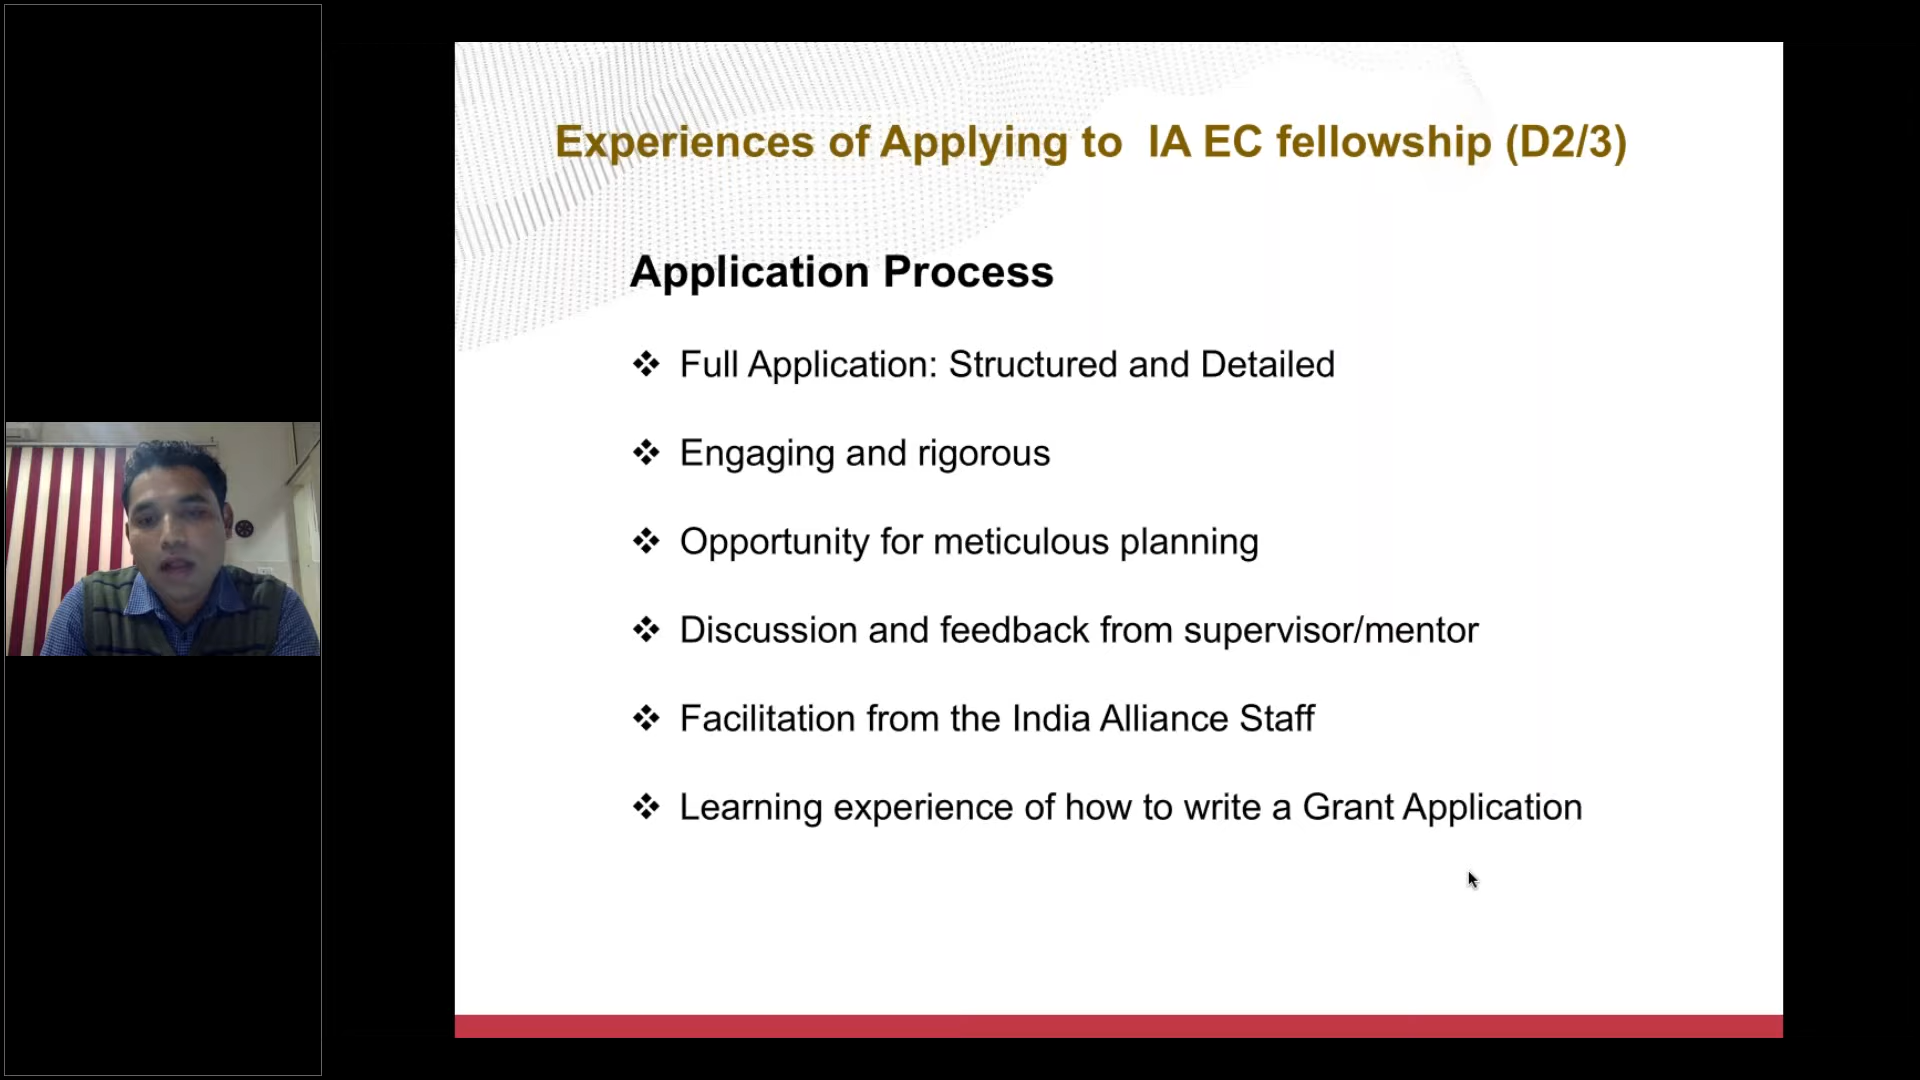 Experiences of Applying to  IA EC fellowship (D2/3)
Application Process
❖ Full Application: Structured and Detailed
❖ Engaging and rigorous
❖ Opportunity for meticulous planning
❖ Discussion and feedback from supervisor/mentor
❖ Facilitation from the India Alliance Staff
❖ Learning experience of how to write a Grant Application